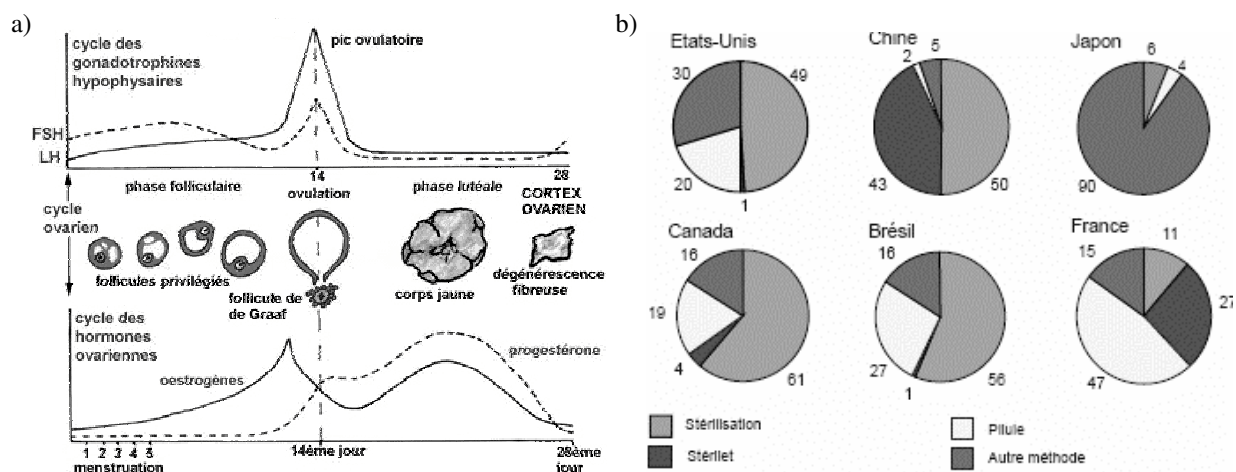 a)
cycle des
gonadotrophines
hypophysaires
pic ovulatoire
FSH
LH
14
28
phase folliculaire
ovulation
phase lutéale
CORTEX
OVARIEN
cycle
ovarien
follicules privilégiés
follicule de
de Graaf
corps jaune
dégénérescence
fibreuse
cycle des
hormones
ovariennes
oestrogènes
progestérone
1 2 3 4 5
menstruation
14ème jour
28ème
jour
b)
Etats-Unis
30
49
20
1
Chine
2
5
43
50
Japon
6
4
90
Canada
16
19
4
61
Brésil
16
27
1
56
France
15
11
27
47
Stérilisation
Stérilet
Pilule
Autre méthode